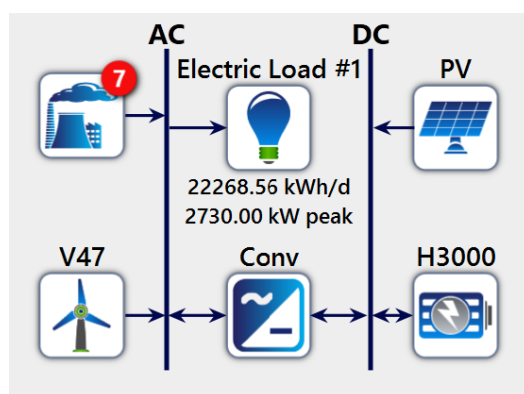 AC
DC
7
Electric Load #1
PV
22268.56 kWh/d
2730.00 kW peak
V47
Conv
H3000